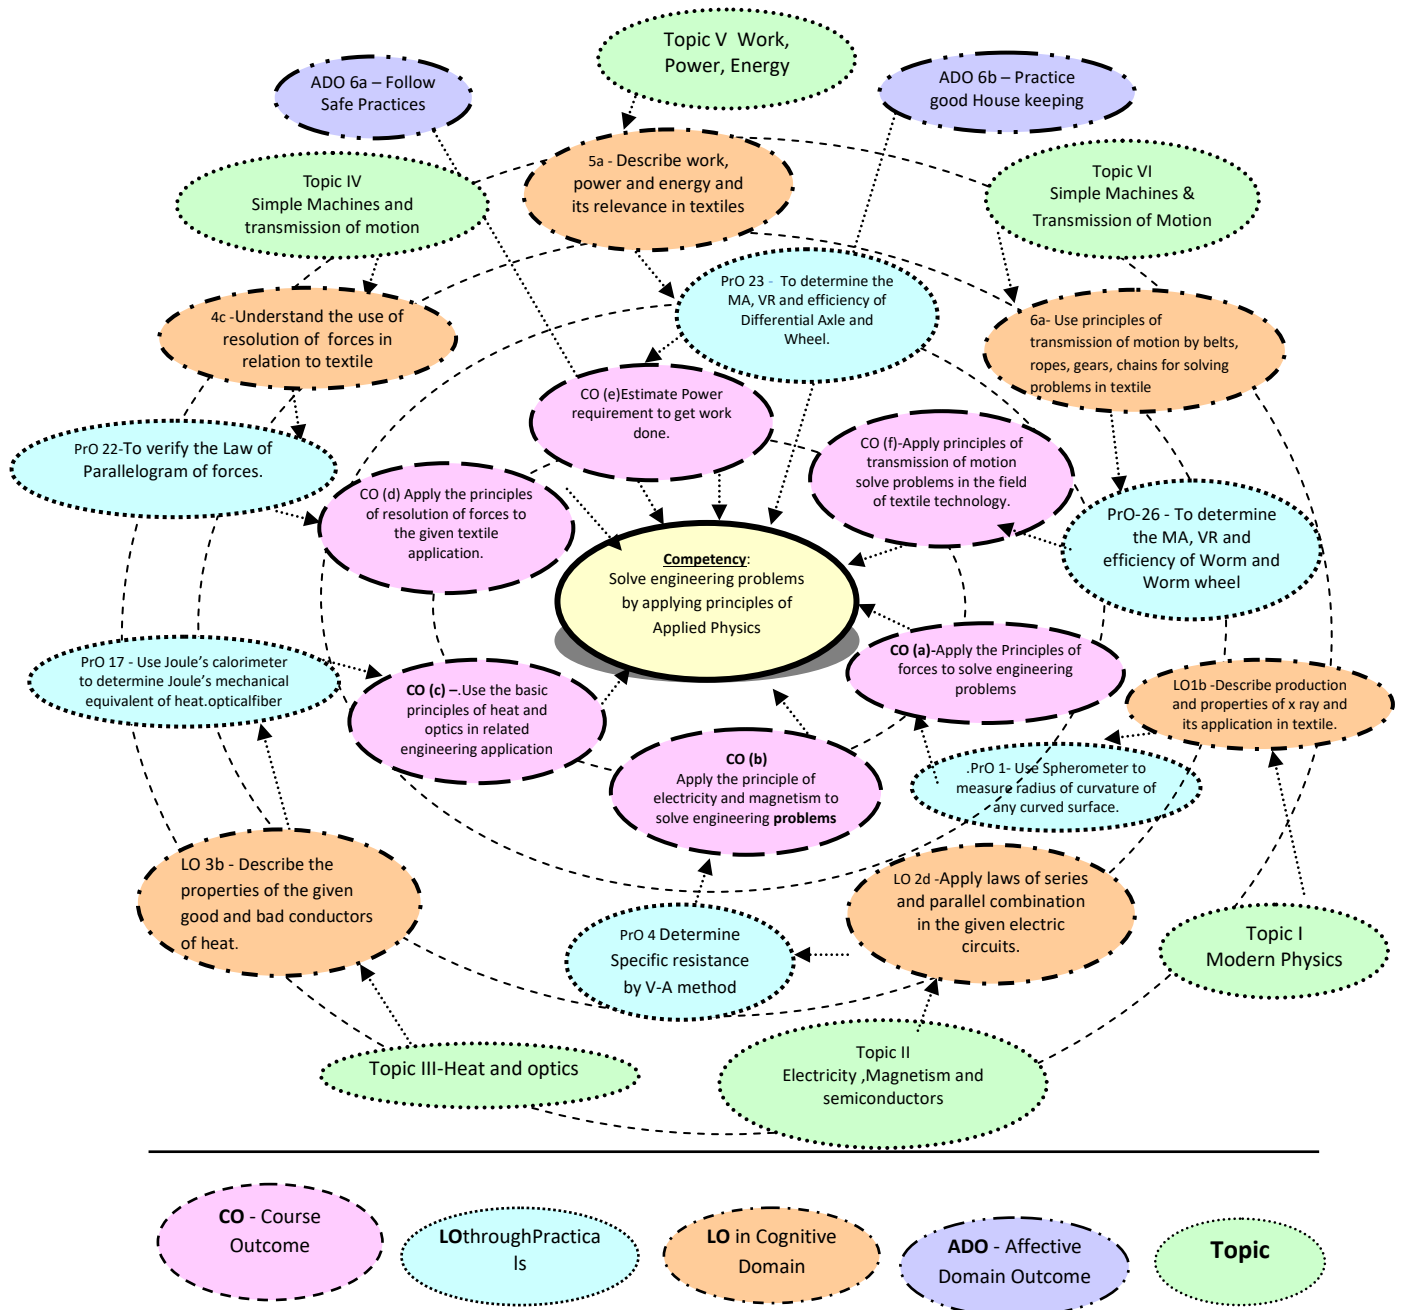 Topic V  Work,
Power, Energy
ADO 6a – Follow
Safe Practices
ADO 6b – Practice
good House keeping
5a - Describe work,
power and energy and
its relevance in textiles
Topic IV
Simple Machines and
transmission of motion
Topic VI
Simple Machines &
Transmission of Motion
PrO 23 -  To determine the
MA, VR and efficiency of
Differential Axle and
Wheel.
4c -Understand the use of
resolution of  forces in
relation to textile
6a- Use principles of
transmission of motion by belts,
ropes, gears, chains for solving
problems in textile
CO (e)Estimate Power
requirement to get work
done.
PrO 22-To verify the Law of
Parallelogram of forces.
CO (f)-Apply principles of
transmission of motion
solve problems in the field
of textile technology.
CO (d) Apply the principles
of resolution of forces to
the given textile
application.
PrO-26 - To determine
the MA, VR and
efficiency of Worm and
Worm wheel
Competency:
Solve engineering problems
by applying principles of
Applied Physics
PrO 17 - Use Joule's calorimeter
to determine Joule's mechanical
equivalent of heat.opticalfiber
CO (a)-Apply the Principles of
forces to solve engineering
problems
CO (c) –.Use the basic
principles of heat and
optics in related
engineering application
LO1b -Describe production
and properties of x ray and
its application in textile.
CO (b)
Apply the principle of
electricity and magnetism to
solve engineering problems
.PrO 1- Use Spherometer to
measure radius of curvature of
any curved surface.
LO 3b - Describe the
properties of the given
good and bad conductors
of heat.
LO 2d -Apply laws of series
and parallel combination
in the given electric
circuits.
PrO 4 Determine
Specific resistance
by V-A method
Topic I
Modern Physics
Topic III-Heat and optics
Topic II
Electricity ,Magnetism and
semiconductors
CO - Course
Outcome
LOthroughPractica
ls
LO in Cognitive
Domain
ADO - Affective
Domain Outcome
Topic